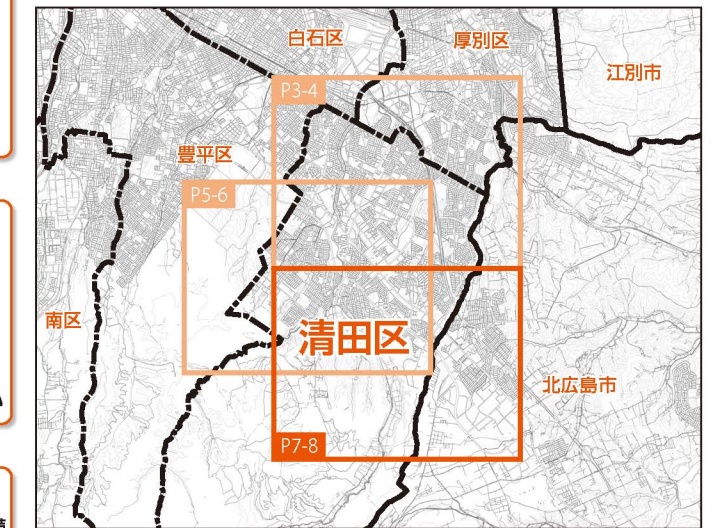 白石区
厚別区
江別市
P3-4
豊平区
P5-6
南区
清田区
北広島市
P7-8